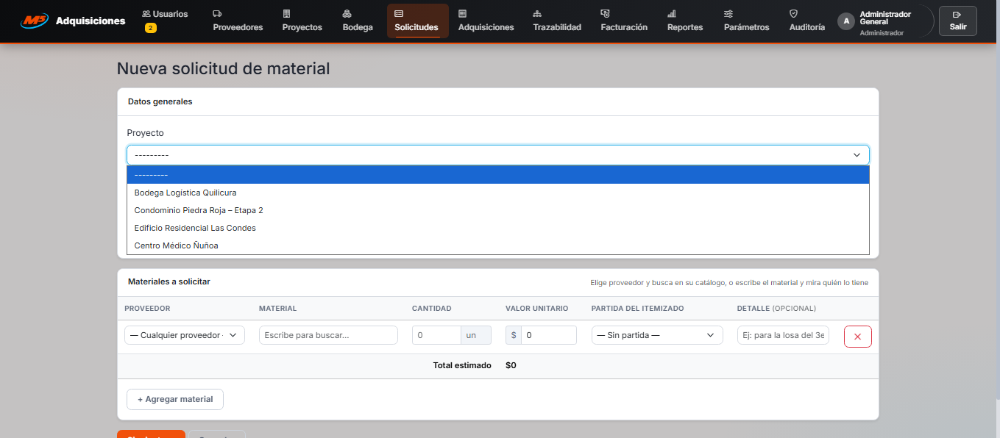 M5 Adquisiciones
Usuarios
2
Proveedores
Proyectos
Bodega
Solicitudes
Adquisiciones
Trazabilidad
Facturación
Reportes
Parámetros
Auditoría
A
Administrador General
Administrador
Salir
Nueva solicitud de material
Datos generales
Proyecto
---------
---------
Bodega Logística Quilicura
Condominio Piedra Roja – Etapa 2
Edificio Residencial Las Condes
Centro Médico Ñuñoa
Materiales a solicitar
Elige proveedor y busca en su catálogo, o escribe el material y mira quién lo tiene
PROVEEDOR MATERIAL CANTIDAD VALOR UNITARIO PARTIDA DEL ITEMIZADO DETALLE (OPCIONAL)
— Cualquier proveedor Escribe para buscar... 0 un $ 0 — Sin partida — Ej: para la losa del 3e
Total estimado $0
+ Agregar material